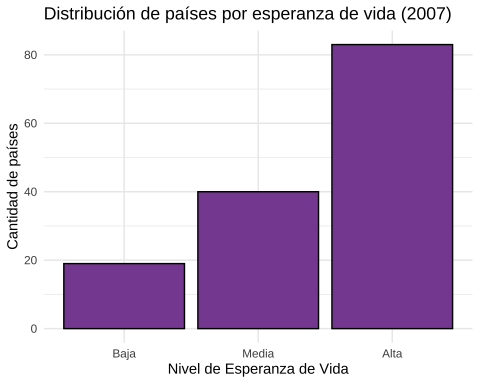 Distribución de países por esperanza de vida (2007)
Cantidad de países
80
60
40
20
0
Baja
Media
Alta
Nivel de Esperanza de Vida